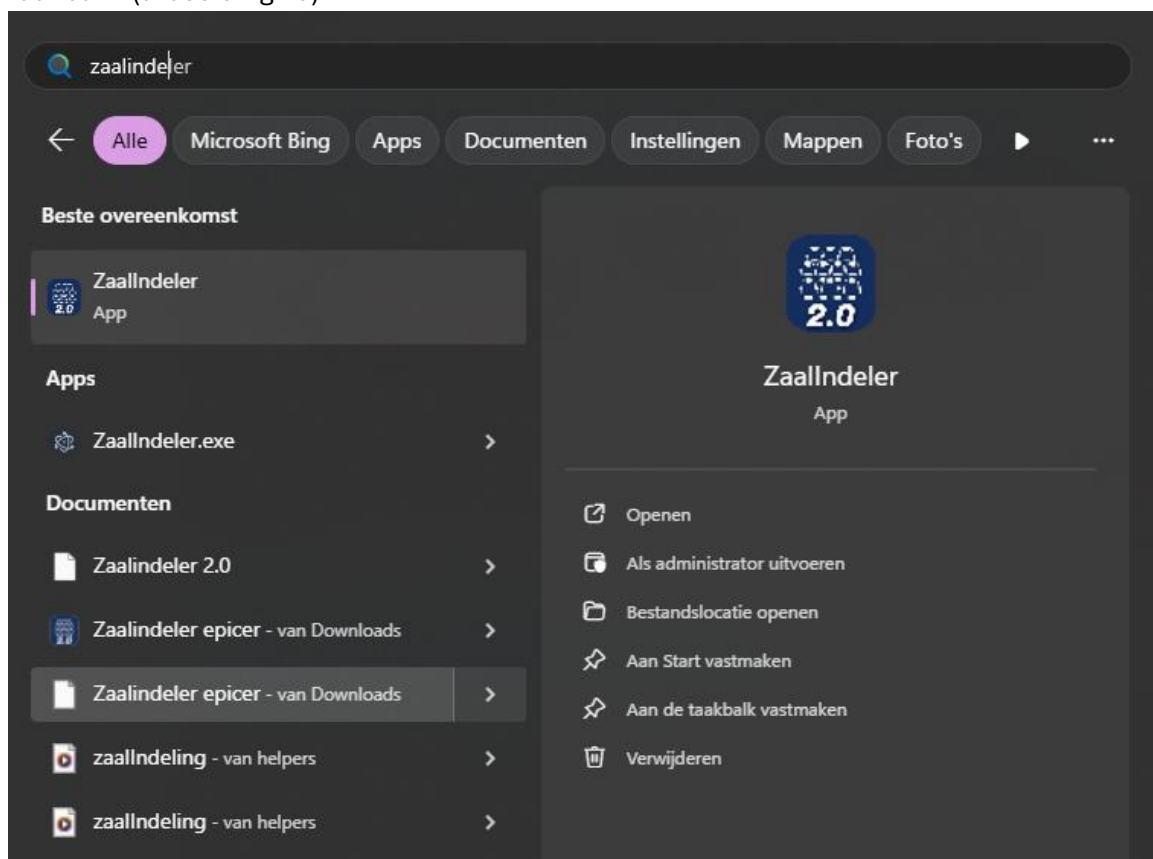 zaalindeler
Alle Microsoft Bing Apps Documenten Instellingen Mappen Foto's
Beste overeenkomst
ZaalIndeler
App
2.0
Apps
ZaalIndeler.exe
Documenten
Zaalindeler 2.0
Zaalindeler epicer - van Downloads
Zaalindeler epicer - van Downloads
zaalIndeling - van helpers
zaalIndeling - van helpers
2.0
ZaalIndeler
App
Openen
Als administrator uitvoeren
Bestandslocatie openen
Aan Start vastmaken
Aan de taakbalk vastmaken
Verwijderen